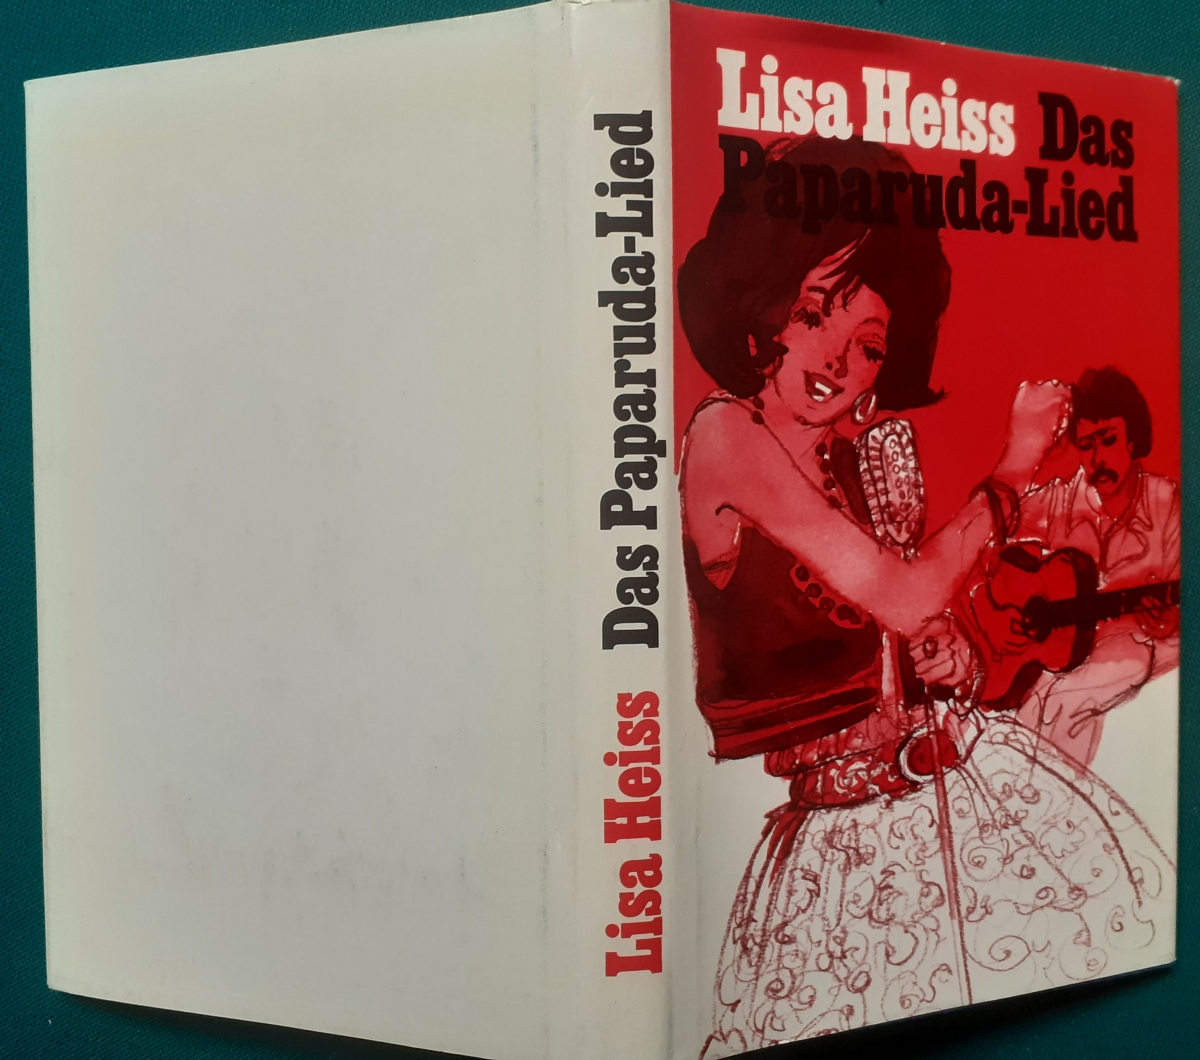 Lisa Heiss Das
Paparuda-Lied
Lisa Heiss Das Paparuda-Lied